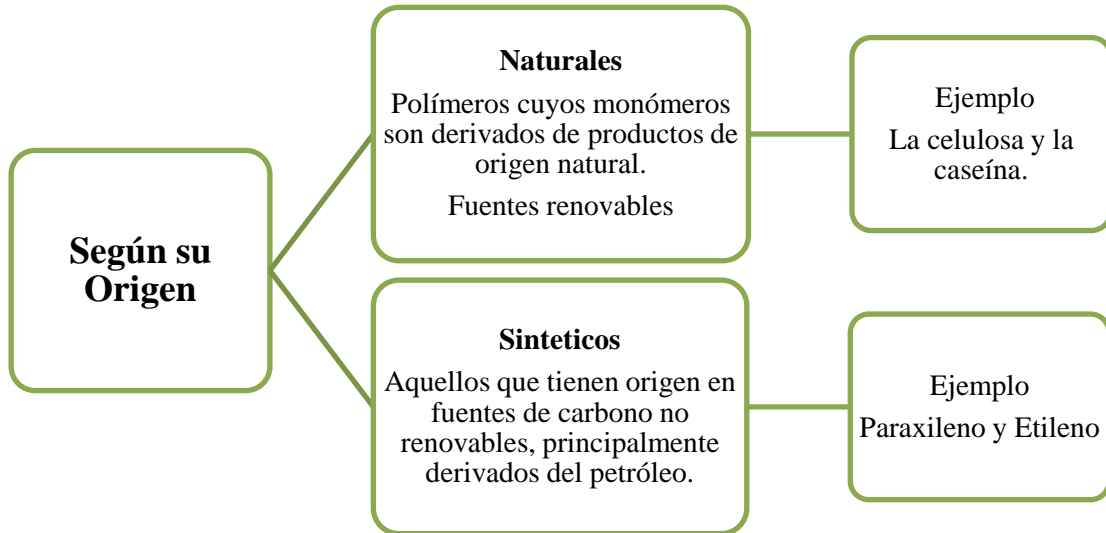 Según su
Origen
Naturales
Polímeros cuyos monómeros
son derivados de productos de
origen natural.
Fuentes renovables
Ejemplo
La celulosa y la
caseína.
Sinteticos
Aquellos que tienen origen en
fuentes de carbono no
renovables, principalmente
derivados del petróleo.
Ejemplo
Paraxileno y Etileno